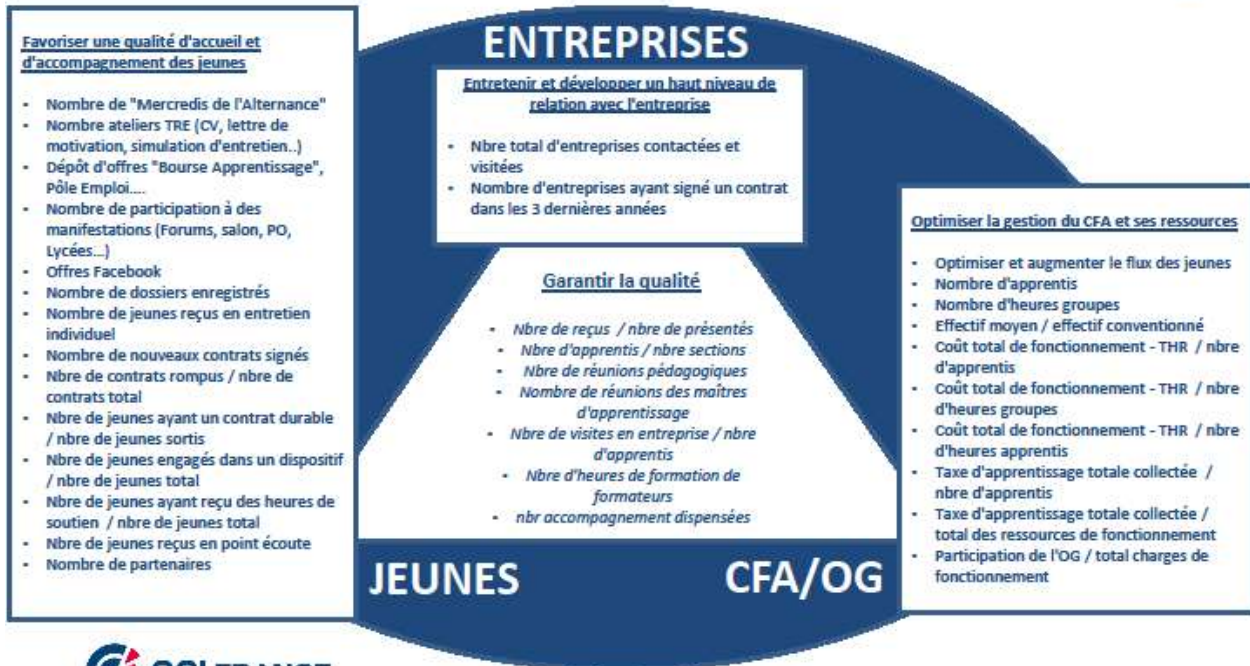 Favoriser une qualité d'accueil et
d'accompagnement des jeunes
• Nombre de "Mercredis de l'Alternance"
• Nombre ateliers TRE (CV, lettre de
motivation, simulation d'entretien..)
• Dépôt d'offres "Bourse Apprentissage",
Pôle Emploi....
• Nombre de participation à des
manifestations (Forums, salon, PO,
Lycées...)
• Offres Facebook
• Nombre de dossiers enregistrés
• Nombre de jeunes reçus en entretien
individuel
• Nombre de nouveaux contrats signés
• Nbre de contrats rompus / nbre de
contrats total
• Nbre de jeunes ayant un contrat durable
/ nbre de jeunes sortis
• Nbre de jeunes engagés dans un dispositif
/ nbre de jeunes total
• Nbre de jeunes ayant reçu des heures de
soutien / nbre de jeunes total
• Nbre de jeunes reçus en point écoute
• Nombre de partenaires
ENTREPRISES
Entretenir et développer un haut niveau de
relation avec l'entreprise
• Nbre total d'entreprises contactées et
visitées
• Nombre d'entreprises ayant signé un contrat
dans les 3 dernières années
Garantir la qualité
• Nbre de reçus / nbre de présentés
• Nbre d'apprentis / nbre sections
• Nbre de réunions pédagogiques
• Nombre de réunions des maîtres
d'apprentissage
• Nbre de visites en entreprise / nbre
d'apprentis
• Nbre d'heures de formation de
formateurs
• nbr accompagnement dispensées
Optimiser la gestion du CFA et ses ressources
• Optimiser et augmenter le flux des jeunes
• Nombre d'apprentis
• Nombre d'heures groupes
• Effectif moyen / effectif conventionné
• Coût total de fonctionnement - THR / nbre
d'apprentis
• Coût total de fonctionnement - THR / nbre
d'heures groupes
• Coût total de fonctionnement - THR / nbre
d'heures apprentis
• Taxe d'apprentissage totale collectée /
nbre d'apprentis
• Taxe d'apprentissage totale collectée /
total des ressources de fonctionnement
• Participation de l'OG / total charges de
fonctionnement
JEUNES
CFA/OG
CCI FRANCE